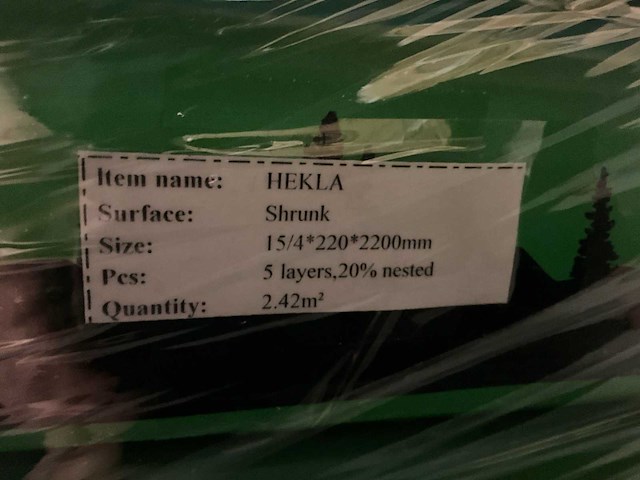 Item name: HEKLA
Surface: Shrunk
Size: 15/4*220*2200mm
Pcs: 5 layers,20% nested
Quantity: 2.42m²